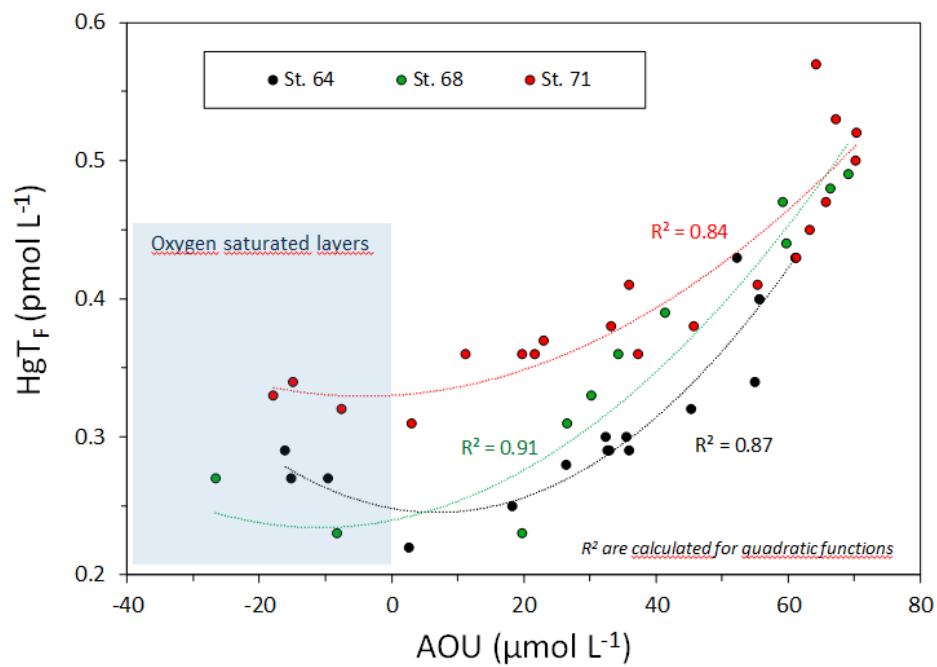 0.6
St. 64 St. 68 St. 71
0.5
R² = 0.84
Oxygen saturated layers
0.4
HgT_F (pmol L⁻¹)
0.3
R² = 0.91
R² = 0.87
R² are calculated for quadratic functions
0.2
-40 -20 0 20 40 60 80
AOU (µmol L⁻¹)